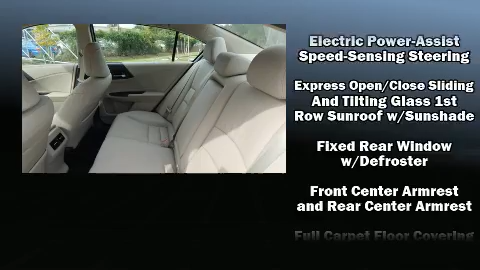 Electric Power-Assist
Speed-Sensing Steering
Express Open/Close Sliding
And Tilting Glass 1st
Row Sunroof w/Sunshade
Fixed Rear Window
w/Defroster
Front Center Armrest
and Rear Center Armrest
Full Carpet Floor Covering